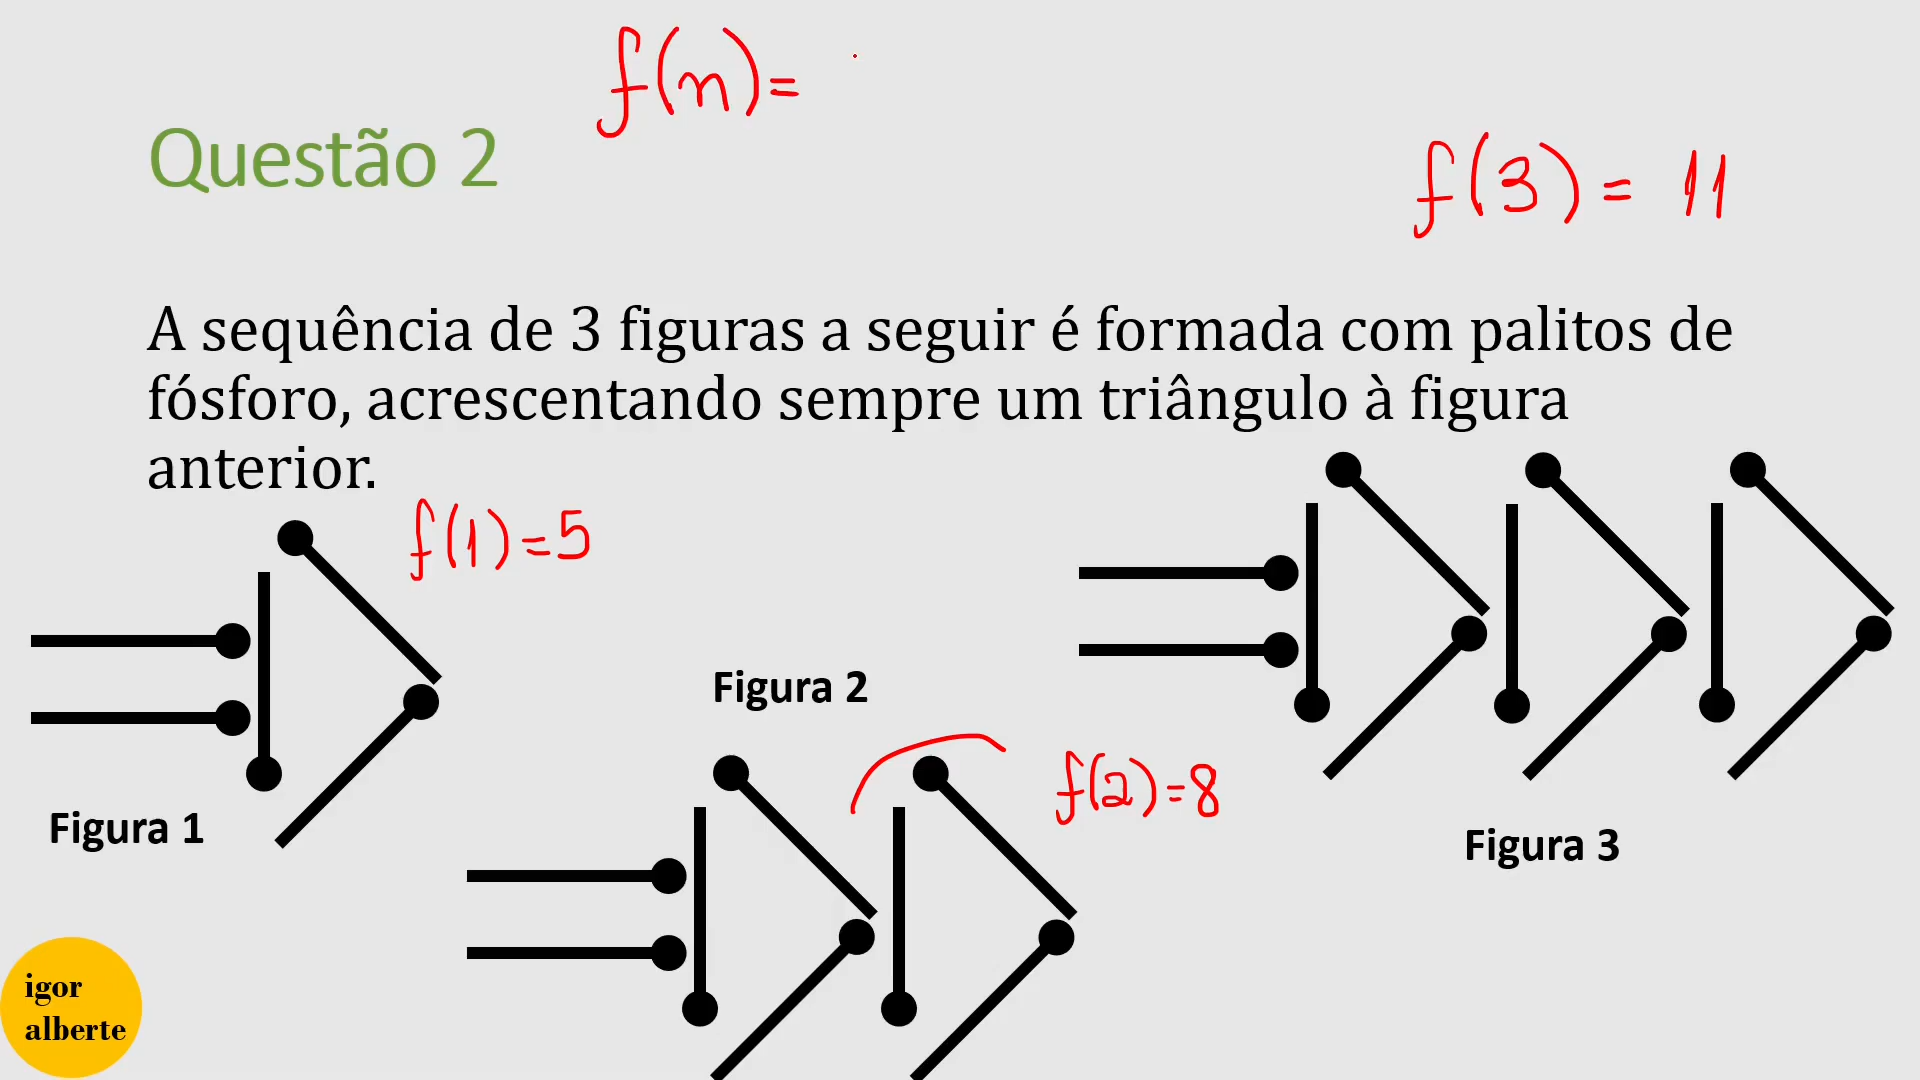 f(n)=
Questão 2
f(3) = 11
A sequência de 3 figuras a seguir é formada com palitos de
fósforo, acrescentando sempre um triângulo à figura
anterior.
f(1)=5
Figura 2
f(2)=8
Figura 1
Figura 3
igor
alberte